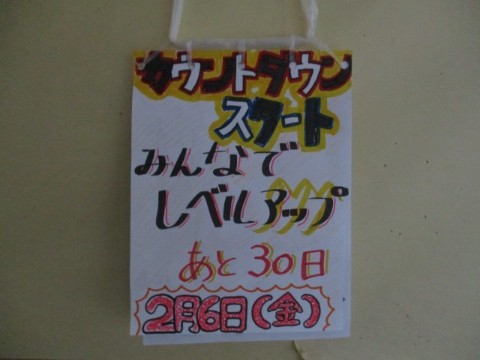 カウントダウン
スタート
みんなで
レベルアップ
あと30日
2月6日(金)